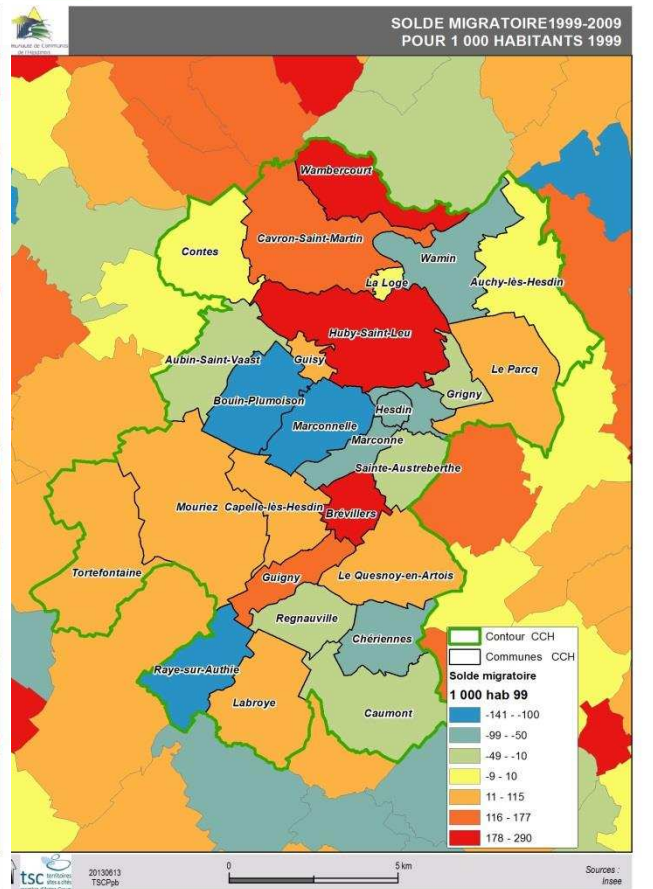 SOLDE MIGRATOIRE1999-2009
POUR 1 000 HABITANTS 1999
de l'Hesdinois
Wambercourt
Contes
Cavron-Saint-Martin
Wamin
La Loge
Auchy-lès-Hesdin
Huby-Saint-Leu
Aubin-Saint-Vaast
Guisy
Le Parcq
Bouin-Plumoison
Hesdin
Grigny
Marconnelle
Marconne
Sainte-Austreberthe
Mouriez
Capelle-lès-Hesdin
Brévillers
Tortefontaine
Guigny
Le Quesnoy-en-Artois
Regnauville
Chériennes
Raye-sur-Authie
Labroye
Caumont
Contour CCH
Communes CCH
Solde migratoire
1 000 hab 99
-141 - -100
-99 - -50
-49 - -10
-9 - 10
11 - 115
116 - 177
178 - 290
tsc
20130613
TSCPpb
0
5 km
Sources :
Insee